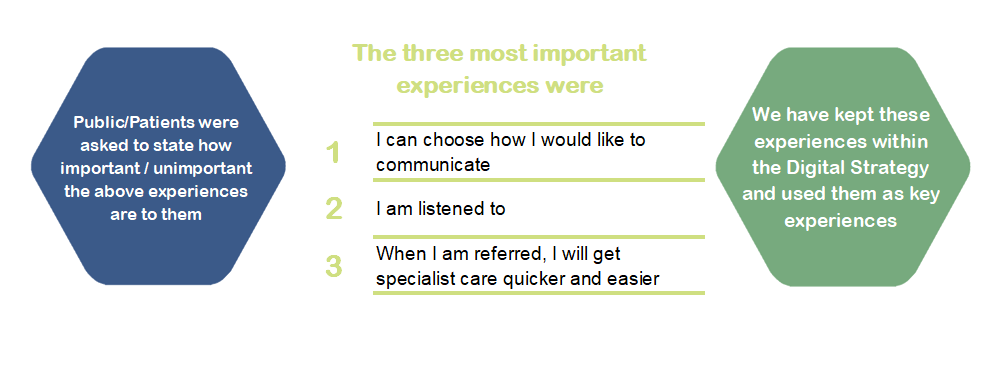 Public/Patients were
asked to state how
important / unimportant
the above experiences
are to them
The three most important
experiences were
1
I can choose how I would like to
communicate
2
I am listened to
3
When I am referred, I will get
specialist care quicker and easier
We have kept these
experiences within
the Digital Strategy
and used them as key
experiences